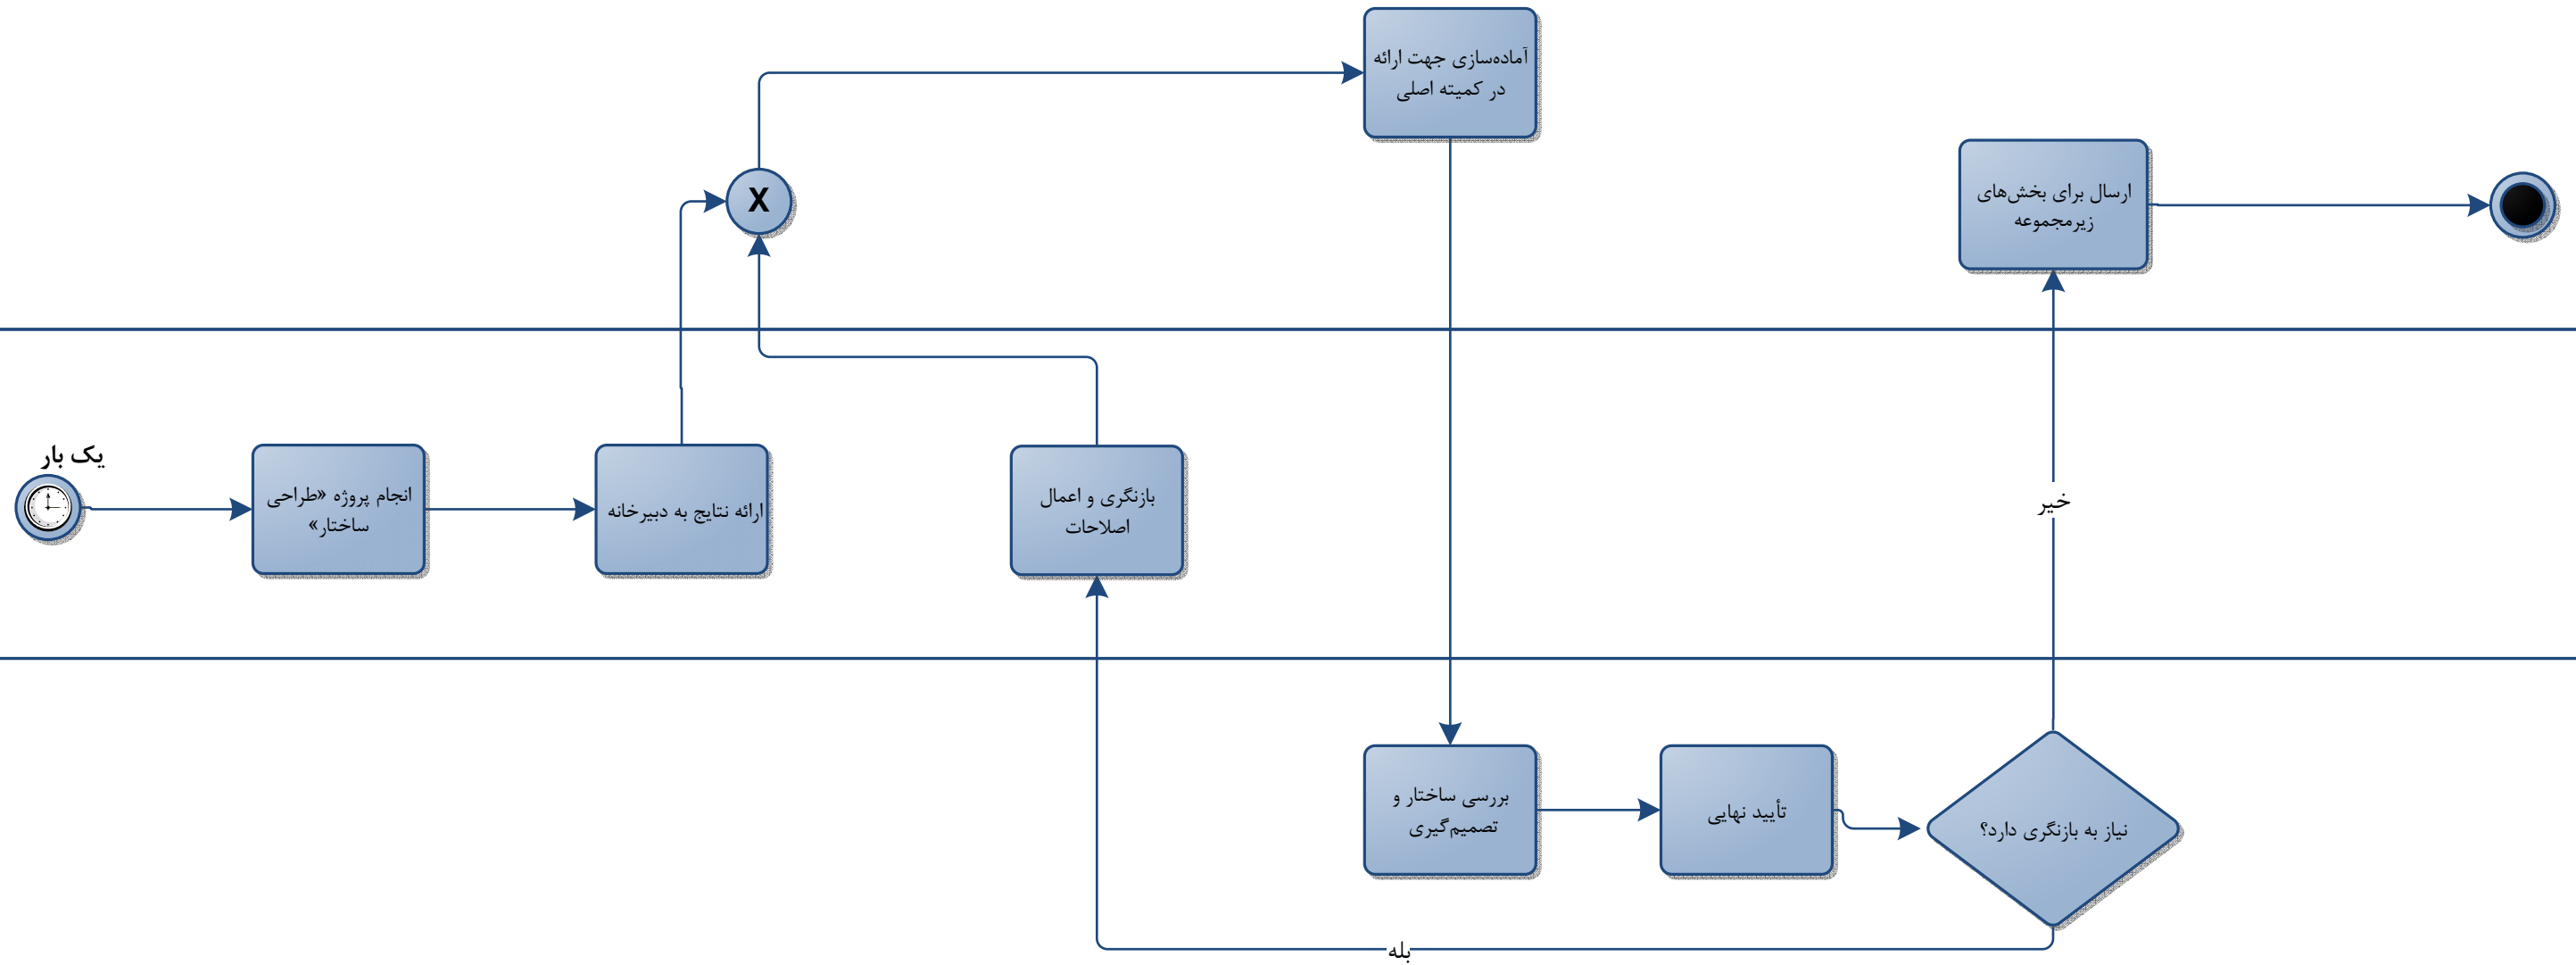 آماده‌سازی جهت ارائه
در کمیته اصلی
X
ارسال برای بخش‌های
زیرمجموعه
یک بار
انجام پروژه «طراحی
ساختار»
ارائه نتایج به دبیرخانه
بازنگری و اعمال
اصلاحات
خیر
بررسی ساختار و
تصمیم‌گیری
تأیید نهایی
نیاز به بازنگری دارد؟
بله